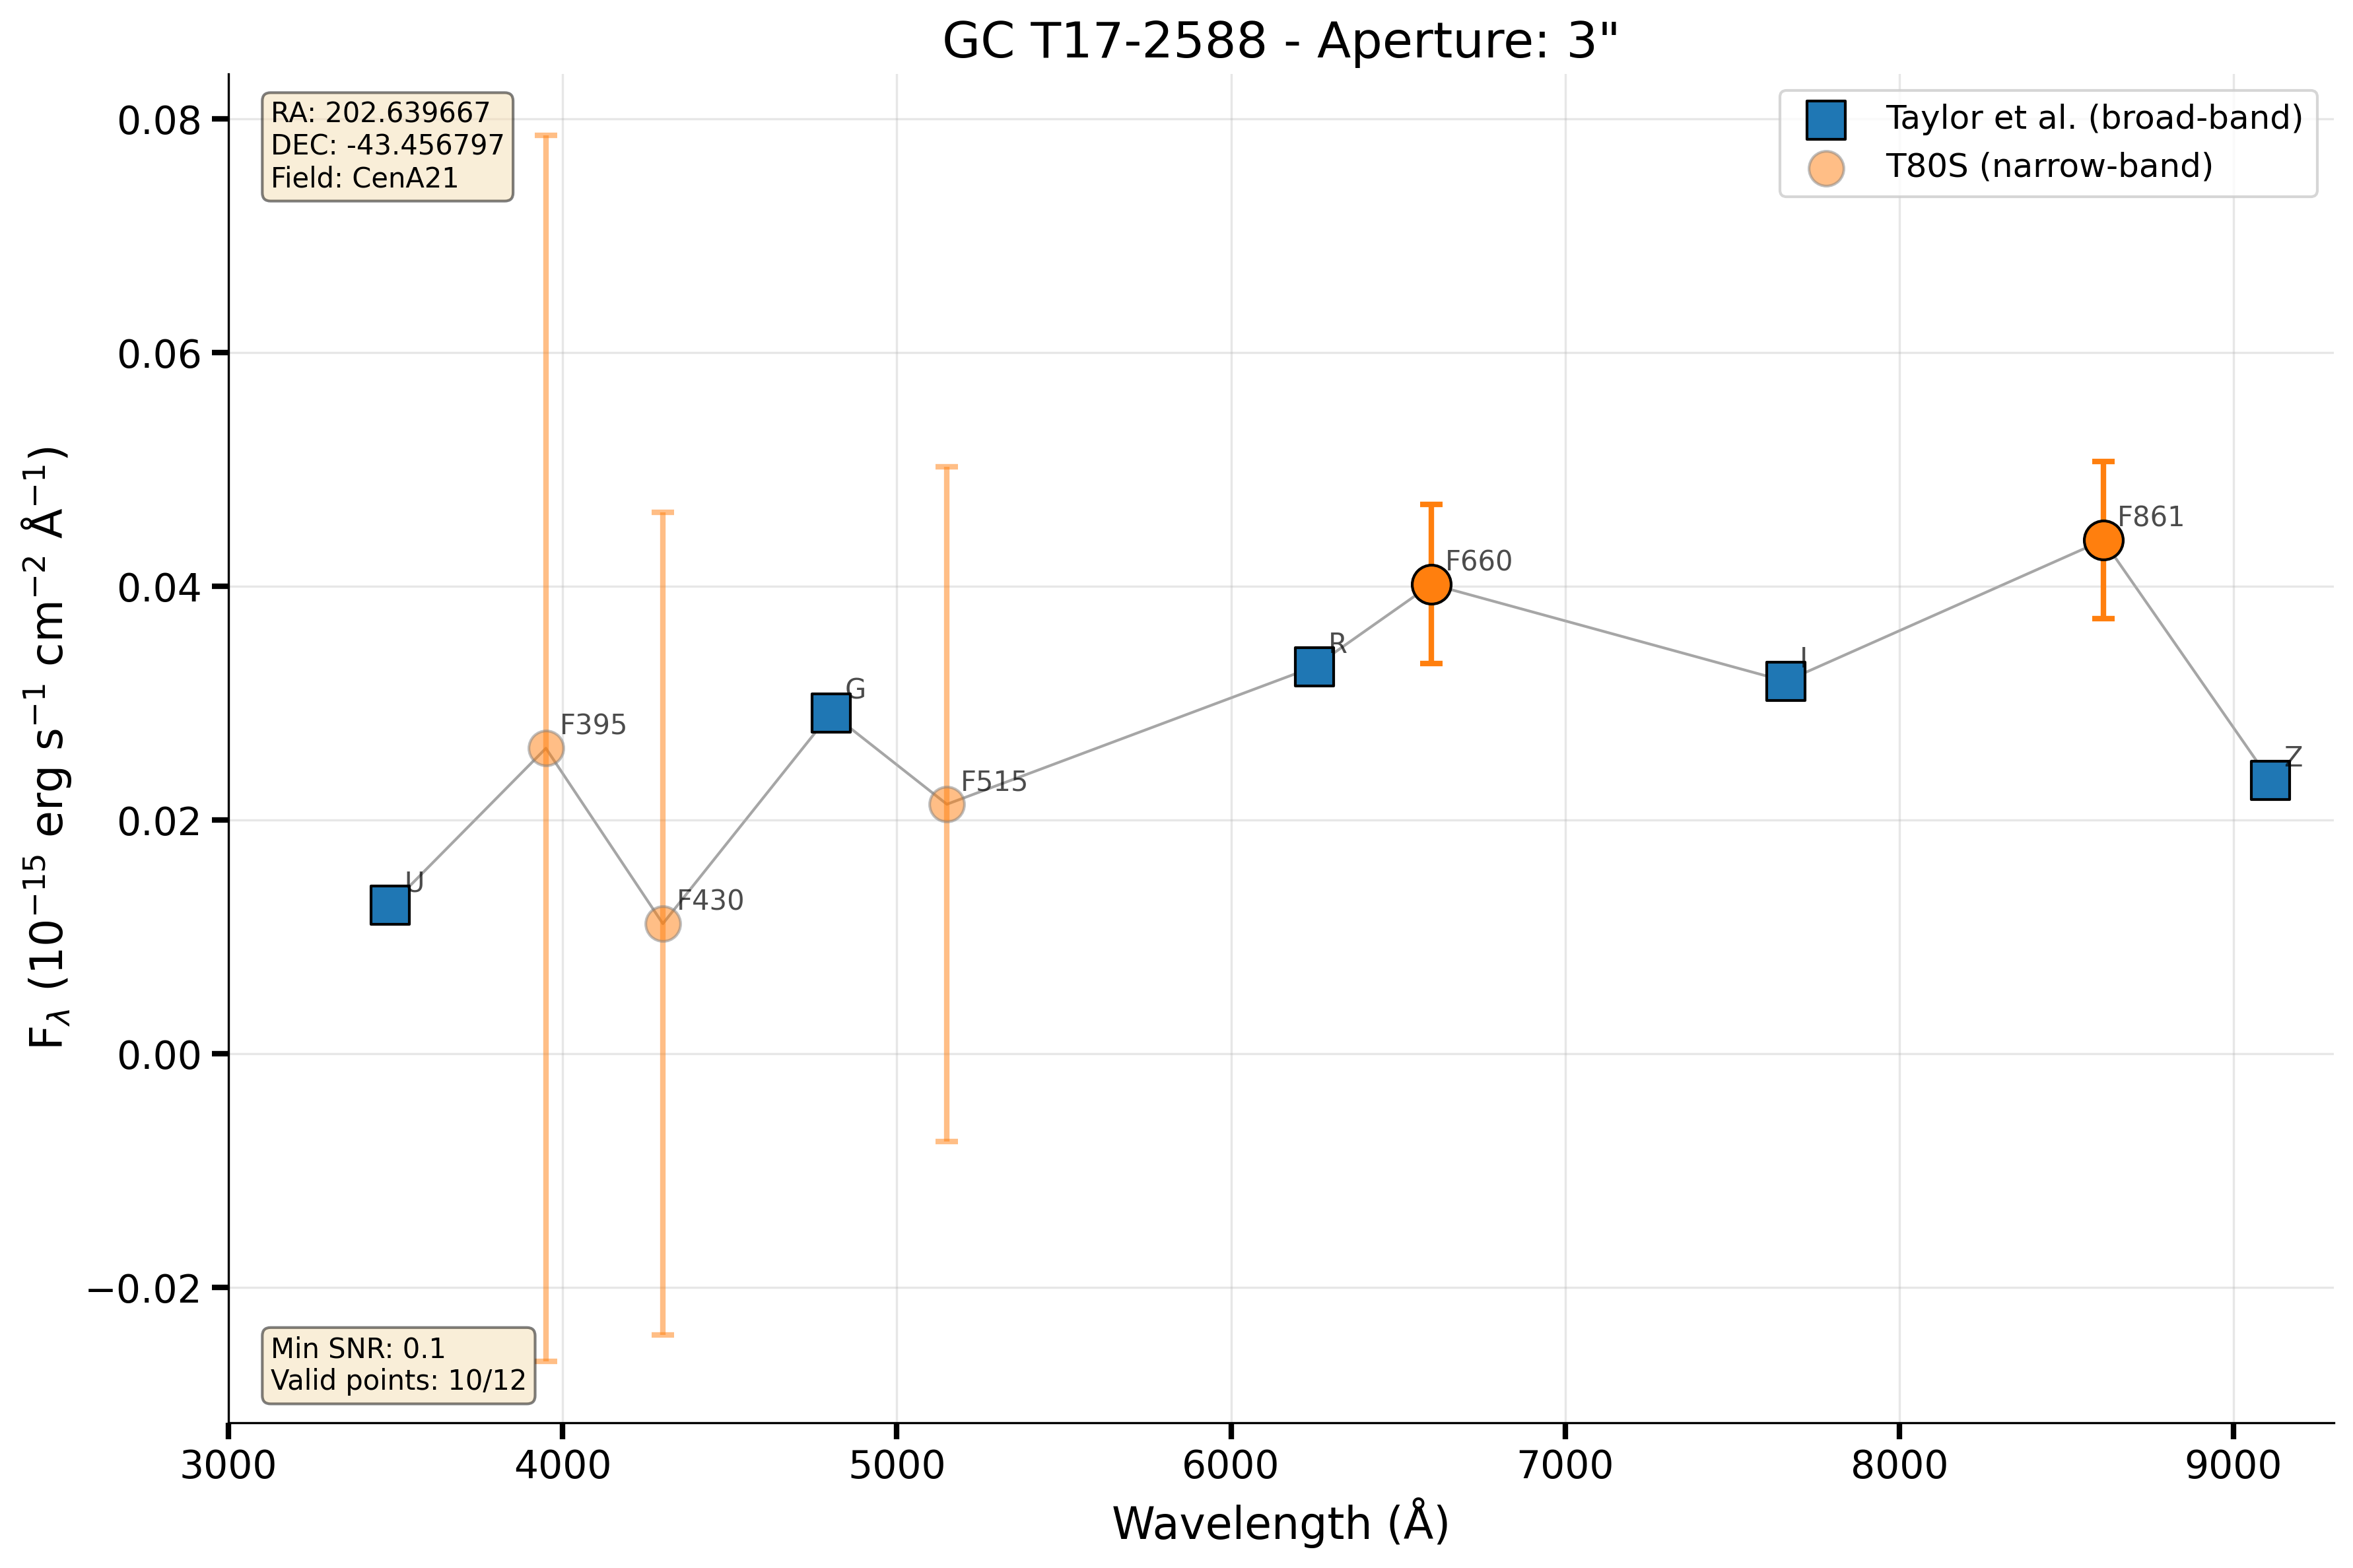 GC T17-2588 - Aperture: 3"
RA: 202.639667
DEC: -43.456797
Field: CenA21
Taylor et al. (broad-band)
T80S (narrow-band)
F_λ (10⁻¹⁵ erg s⁻¹ cm⁻² Å⁻¹)
0.08
0.06
0.04
0.02
0.00
−0.02
U
F395
F430
G
F515
R
F660
I
F861
Z
Min SNR: 0.1
Valid points: 10/12
3000 4000 5000 6000 7000 8000 9000
Wavelength (Å)